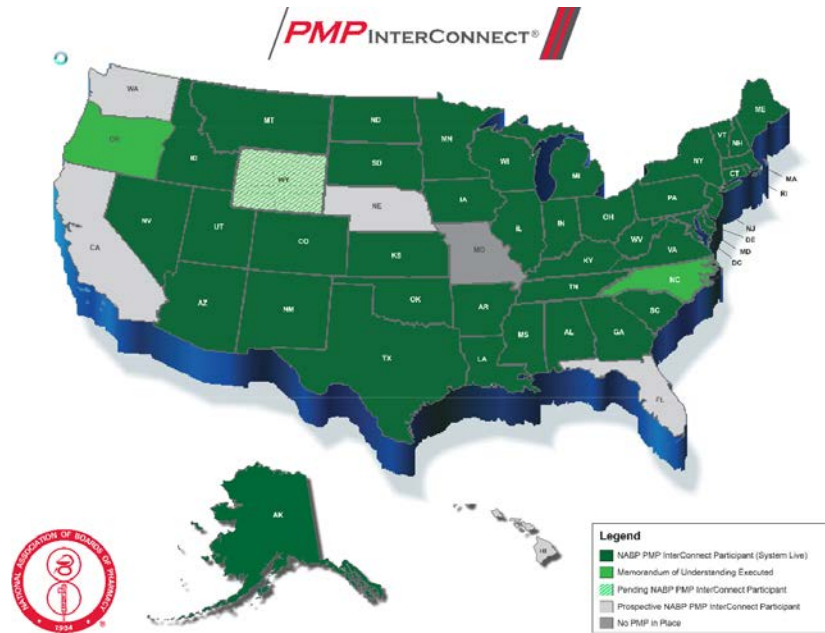 PMP INTERCONNECT®
WA
OR
MT
ID
WY
ND
SD
NE
MN
IA
WI
MI
NV
UT
CO
KS
MO
IL
IN
OH
KY
WV
VA
PA
NY
VT
NH
ME
CT
MA
RI
NJ
DE
MD
DC
CA
AZ
NM
OK
AR
TN
NC
SC
MS
AL
GA
LA
TX
FL
AK
HI
NATIONAL ASSOCIATION OF BOARDS OF PHARMACY
1904
Legend
NABP PMP InterConnect Participant (System Live)
Memorandum of Understanding Executed
Pending NABP PMP InterConnect Participant
Prospective NABP PMP InterConnect Participant
No PMP in Place